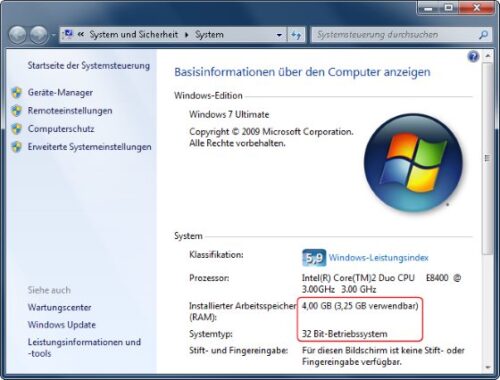 « System und Sicherheit ▸ System
Systemsteuerung durchsuchen
Startseite der Systemsteuerung
Geräte-Manager
Remoteeinstellungen
Computerschutz
Erweiterte Systemeinstellungen
Siehe auch
Wartungscenter
Windows Update
Leistungsinformationen und
-tools
Basisinformationen über den Computer anzeigen
Windows-Edition
Windows 7 Ultimate
Copyright © 2009 Microsoft Corporation.
Alle Rechte vorbehalten.
System
Klassifikation: 5,9 Windows-Leistungsindex
Prozessor: Intel(R) Core(TM)2 Duo CPU E8400 @
3.00GHz 3.00 GHz
Installierter Arbeitsspeicher 4,00 GB (3,25 GB verwendbar)
(RAM):
Systemtyp: 32 Bit-Betriebssystem
Stift- und Fingereingabe: Für diesen Bildschirm ist keine Stift- oder
Fingereingabe verfügbar.